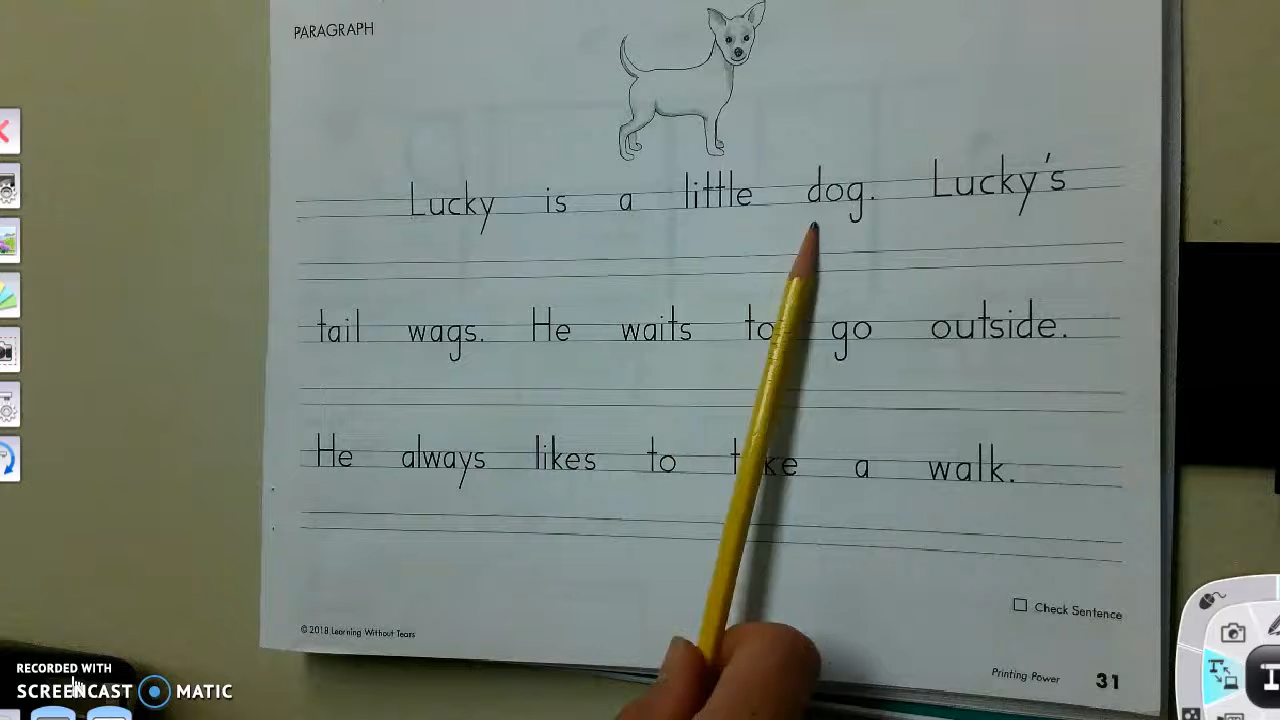 PARAGRAPH
Lucky is a little dog. Lucky's
tail wags. He waits to go outside.
He always likes to take a walk.
Check Sentence
© 2018 Learning Without Tears
Printing Power 31
RECORDED WITH
SCREENCAST MATIC